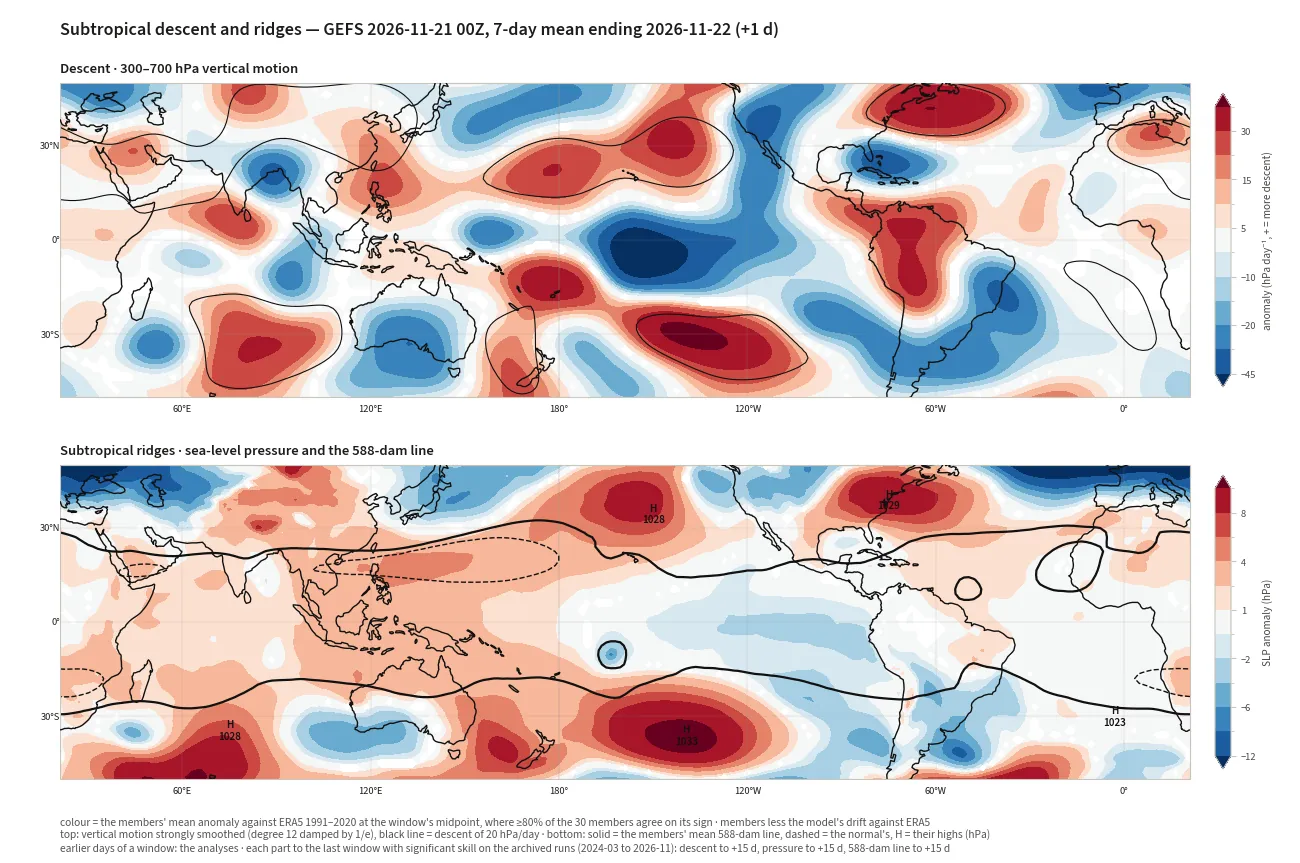 Subtropical descent and ridges — GEFS 2026-11-21 00Z, 7-day mean ending 2026-11-22 (+1 d)
Descent · 300–700 hPa vertical motion
30°N
0°
30°S
60°E
120°E
180°
120°W
60°W
0°
30
15
5
−10
−20
−45
anomaly (hPa day⁻¹, + = more descent)
Subtropical ridges · sea-level pressure and the 588-dam line
H
1028
H
1029
H
1028
H
1033
H
1023
30°N
0°
30°S
60°E
120°E
180°
120°W
60°W
0°
8
4
1
−2
−6
−12
SLP anomaly (hPa)
colour = the members' mean anomaly against ERA5 1991–2020 at the window's midpoint, where ≥80% of the 30 members agree on its sign · members less the model's drift against ERA5
top: vertical motion strongly smoothed (degree 12 damped by 1/e), black line = descent of 20 hPa/day · bottom: solid = the members' mean 588-dam line, dashed = the normal's, H = their highs (hPa)
earlier days of a window: the analyses · each part to the last window with significant skill on the archived runs (2024-03 to 2026-11): descent to +15 d, pressure to +15 d, 588-dam line to +15 d